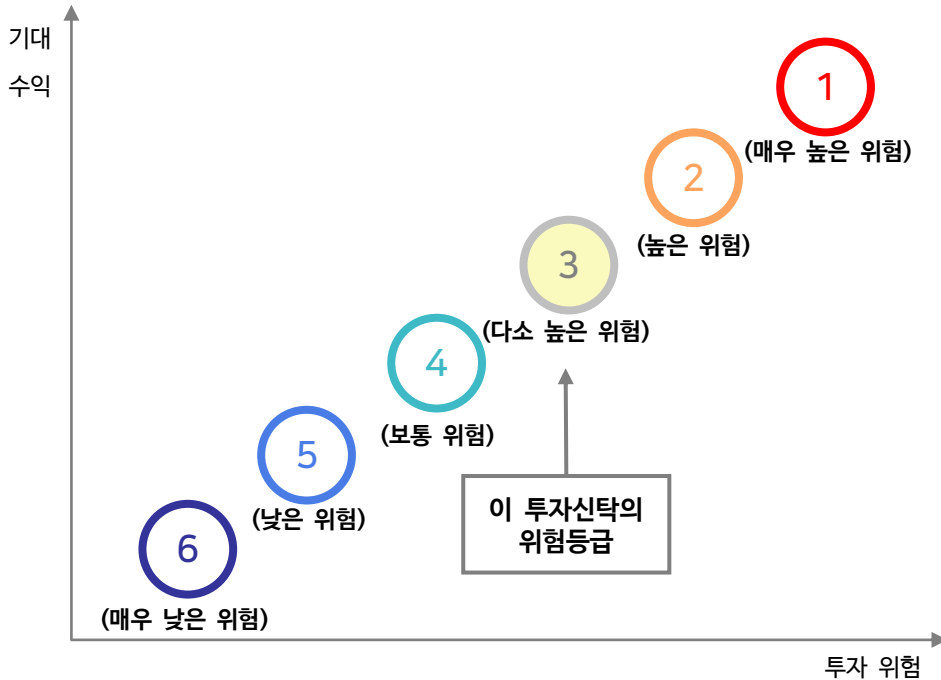 기대
수익
1
(매우 높은 위험)
2
(높은 위험)
3
(다소 높은 위험)
4
(보통 위험)
5
(낮은 위험)
6
(매우 낮은 위험)
이 투자신탁의
위험등급
투자 위험